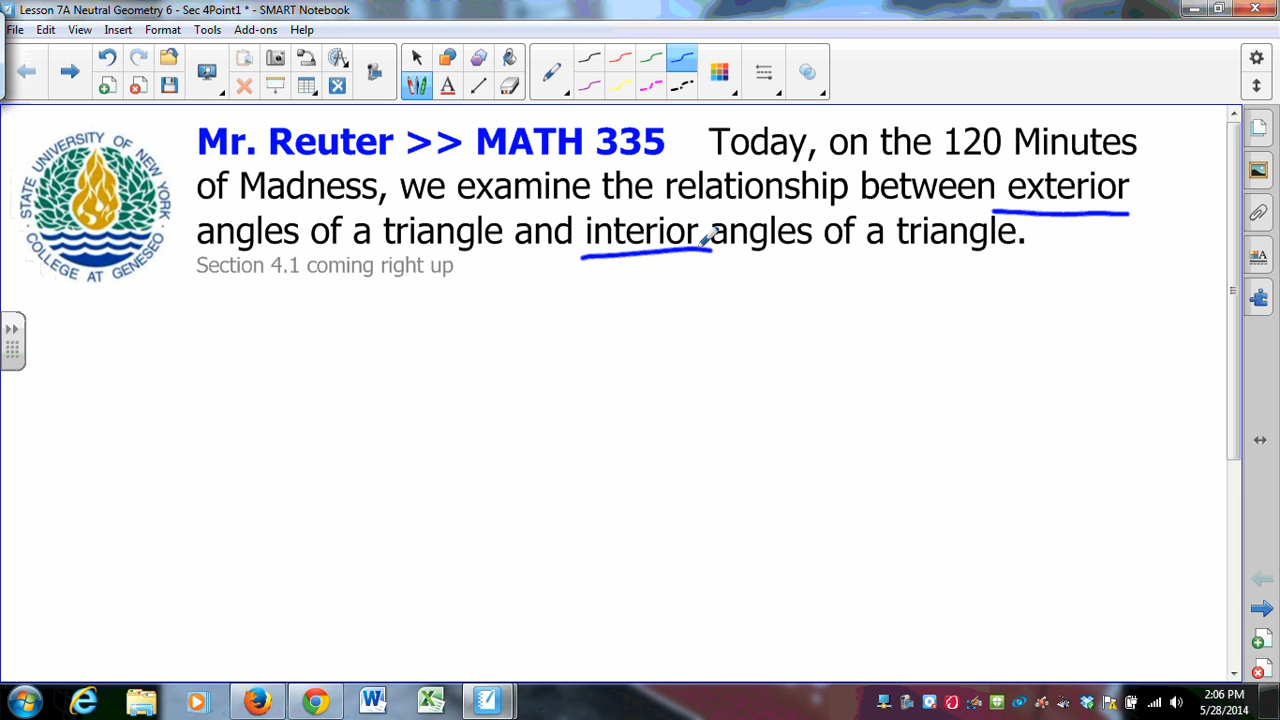 Lesson 7A Neutral Geometry 6 - Sec 4Point1 * - SMART Notebook
File Edit View Insert Format Tools Add-ons Help
Mr. Reuter >> MATH 335 Today, on the 120 Minutes
of Madness, we examine the relationship between exterior
angles of a triangle and interior angles of a triangle.
Section 4.1 coming right up
STATE UNIVERSITY OF NEW YORK
COLLEGE AT GENESEO
2:06 PM
5/28/2014